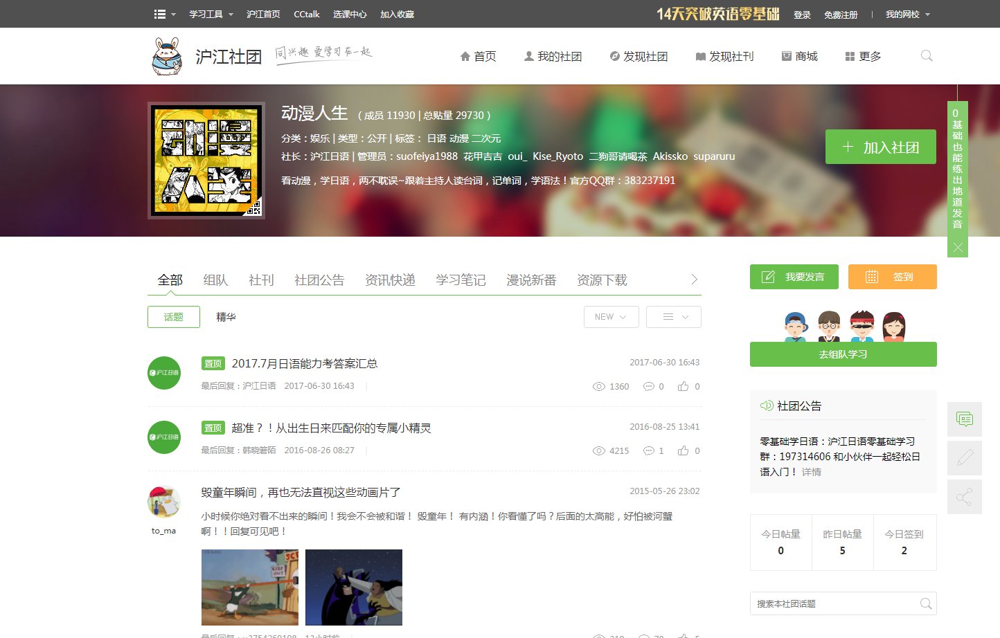 学习工具 沪江首页 CCtalk 选课中心 加入收藏 14天突破英语零基础 登录 免费注册 | 我的网校
沪江社团 同兴趣 爱学习在一起 首页 我的社团 发现社团 发现社刊 商城 更多
动漫人生
动漫人生 ( 成员 11930 | 总贴量 29730 )
分类：娱乐 | 类型：公开 | 标签： 日语 动漫 二次元
社长：沪江日语 | 管理员：suofeiya1988 花甲吉吉 oui_ Kise_Ryoto 二狗哥请喝茶 Akissko suparuru
看动漫，学日语，两不耽误~跟着主持人读台词，记单词，学语法！官方QQ群：383237191
加入社团
0基础也能练出地道发音
全部 组队 社刊 社团公告 资讯快递 学习笔记 漫说新番 资源下载
我要发言 签到
话题 精华 NEW
去组队学习
沪江日语
置顶 2017.7月日语能力考答案汇总 2017-06-30 16:43
最后回复：沪江日语 2017-06-30 16:43 | 1360 0 0
沪江日语
置顶 超准？！从出生日来匹配你的专属小精灵 2016-08-25 13:41
最后回复：韩晓箬陌 2016-08-26 08:27 | 4215 1 0
毁童年瞬间，再也无法直视这些动画片了 2015-05-26 23:02
小时候你绝对看不出来的瞬间！我会不会被和谐！ 毁童年！ 有内涵！你看懂了吗？后面的太高能，好怕被河蟹
啊！！回复可见吧！
to_ma
社团公告
零基础学日语：沪江日语零基础学习
群：197314606 和小伙伴一起轻松日
语入门！ 详情
今日帖量 昨日帖量 今日签到
0 5 2
搜索本社团话题